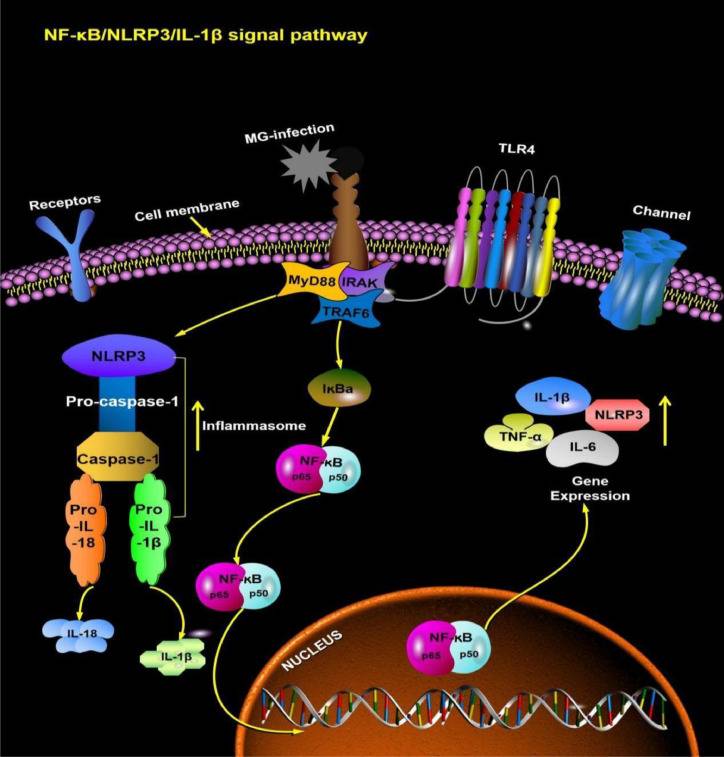 NF-κB/NLRP3/IL-1β signal pathway
MG-infection
TLR4
Receptors
Cell membrane
Channel
MyD88
IRAK
TRAF6
NLRP3
Pro-caspase-1
Inflammasome
Caspase-1
Pro
-IL
-18
Pro
-IL
-1β
IL-18
IL-1β
IκBa
NF-κB
p65 p50
NF-κB
p65 p50
IL-1β
NLRP3
TNF-α
IL-6
Gene
Expression
NUCLEUS
NF-κB
p65 p50